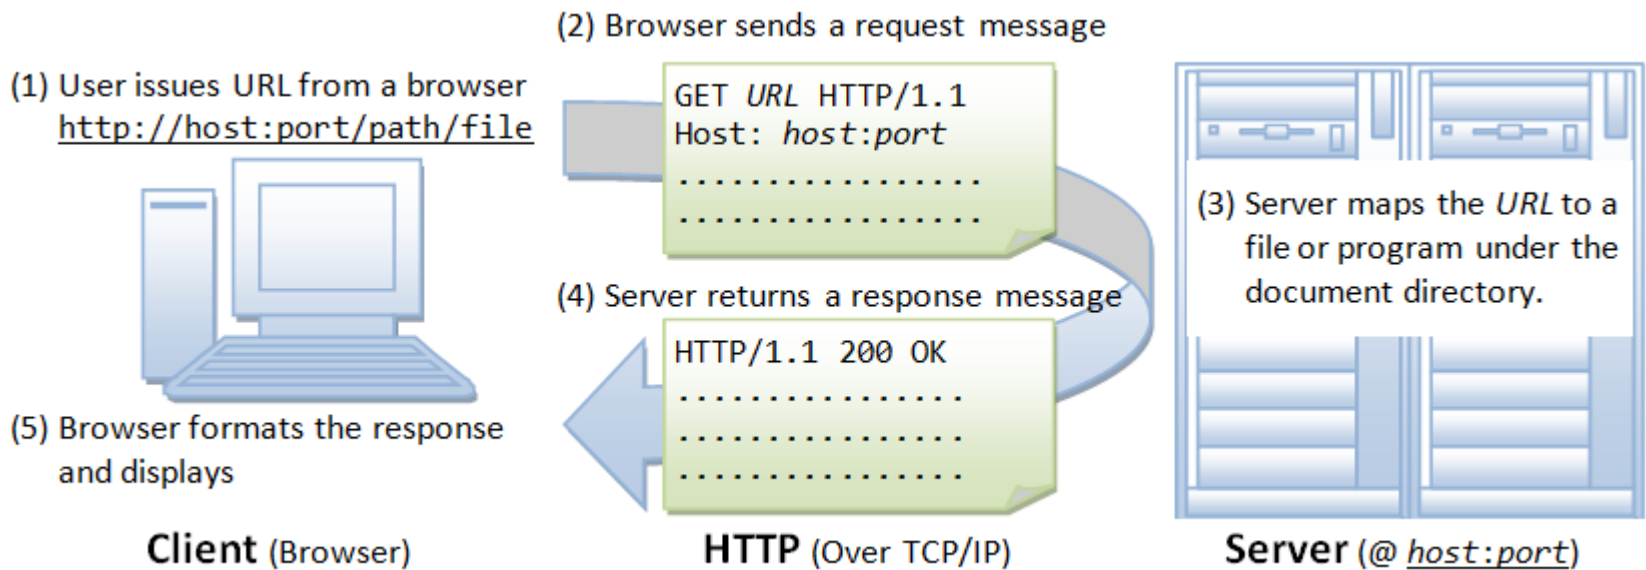 (1) User issues URL from a browser
http://host:port/path/file
(2) Browser sends a request message
GET URL HTTP/1.1
Host: host:port
..................
..................
(3) Server maps the URL to a
file or program under the
document directory.
(4) Server returns a response message
HTTP/1.1 200 OK
................
................
................
(5) Browser formats the response
and displays
Client (Browser)
HTTP (Over TCP/IP)
Server (@ host:port)